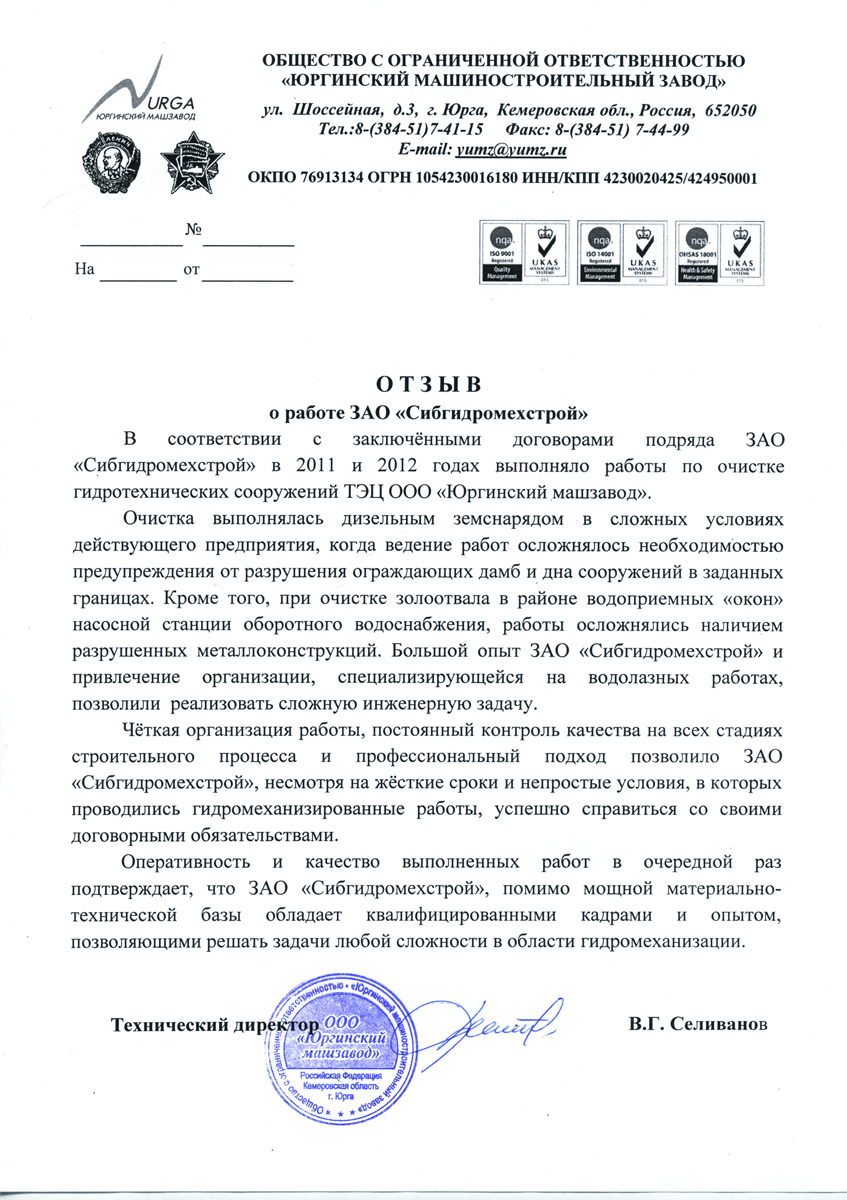 ОБЩЕСТВО С ОГРАНИЧЕННОЙ ОТВЕТСТВЕННОСТЬЮ
«ЮРГИНСКИЙ МАШИНОСТРОИТЕЛЬНЫЙ ЗАВОД»
URGA
ЮРГИНСКИЙ МАШЗАВОД
ЛЕНИН
ул. Шоссейная, д.3, г. Юрга, Кемеровская обл., Россия, 652050
Тел.:8-(384-51)7-41-15 Факс: 8-(384-51) 7-44-99
E-mail: yumz@yumz.ru
ОКПО 76913134 ОГРН 1054230016180 ИНН/КПП 4230020425/424950001
___________ №__________
На ________ от __________
nqa. ISO 9001 Registered Quality Management UKAS MANAGEMENT SYSTEMS 015
nqa. ISO 14001 Registered Environmental Management UKAS MANAGEMENT SYSTEMS 015
nqa. OHSAS 18001 Registered Health & Safety Management UKAS MANAGEMENT SYSTEMS 015
О Т З Ы В
о работе ЗАО «Сибгидромехстрой»
В соответствии с заключёнными договорами подряда ЗАО
«Сибгидромехстрой» в 2011 и 2012 годах выполняло работы по очистке
гидротехнических сооружений ТЭЦ ООО «Юргинский машзавод».
Очистка выполнялась дизельным земснарядом в сложных условиях
действующего предприятия, когда ведение работ осложнялось необходимостью
предупреждения от разрушения ограждающих дамб и дна сооружений в заданных
границах. Кроме того, при очистке золоотвала в районе водоприемных «окон»
насосной станции оборотного водоснабжения, работы осложнялись наличием
разрушенных металлоконструкций. Большой опыт ЗАО «Сибгидромехстрой» и
привлечение организации, специализирующейся на водолазных работах,
позволили реализовать сложную инженерную задачу.
Чёткая организация работы, постоянный контроль качества на всех стадиях
строительного процесса и профессиональный подход позволило ЗАО
«Сибгидромехстрой», несмотря на жёсткие сроки и непростые условия, в которых
проводились гидромеханизированные работы, успешно справиться со своими
договорными обязательствами.
Оперативность и качество выполненных работ в очередной раз
подтверждает, что ЗАО «Сибгидромехстрой», помимо мощной материально-
технической базы обладает квалифицированными кадрами и опытом,
позволяющими решать задачи любой сложности в области гидромеханизации.
Технический директор
В.Г. Селиванов
Общество с ограниченной ответственностью • «Юргинский машиностроительный завод» ★ ★ ★
ООО
«Юргинский
машзавод»
Российская Федерация
Кемеровская область
г. Юрга